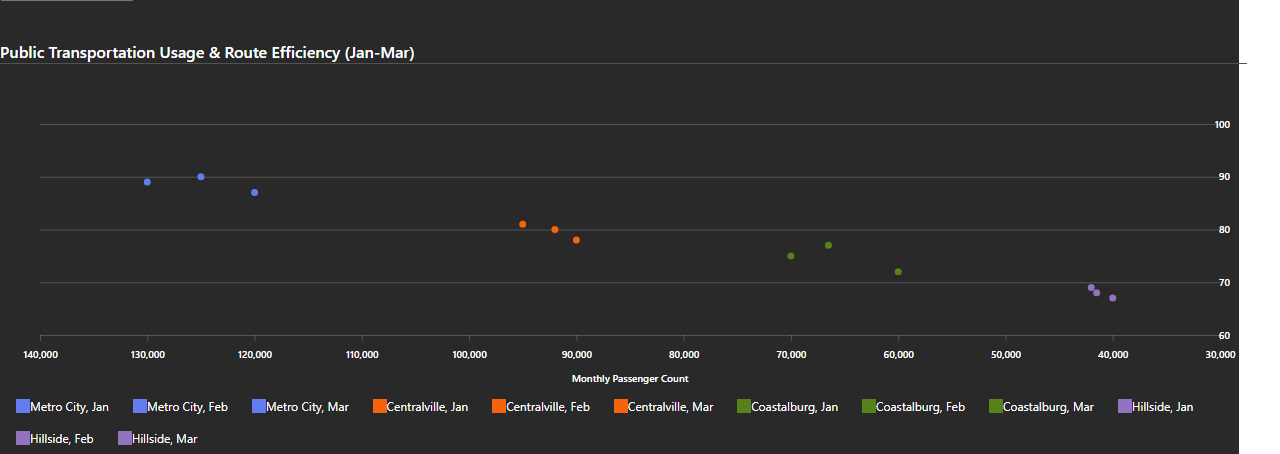 Public Transportation Usage & Route Efficiency (Jan-Mar)
100
90
80
70
60
140,000 130,000 120,000 110,000 100,000 90,000 80,000 70,000 60,000 50,000 40,000 30,000
Monthly Passenger Count
Metro City, Jan Metro City, Feb Metro City, Mar Centralville, Jan Centralville, Feb Centralville, Mar Coastalburg, Jan Coastalburg, Feb Coastalburg, Mar Hillside, Jan
Hillside, Feb Hillside, Mar